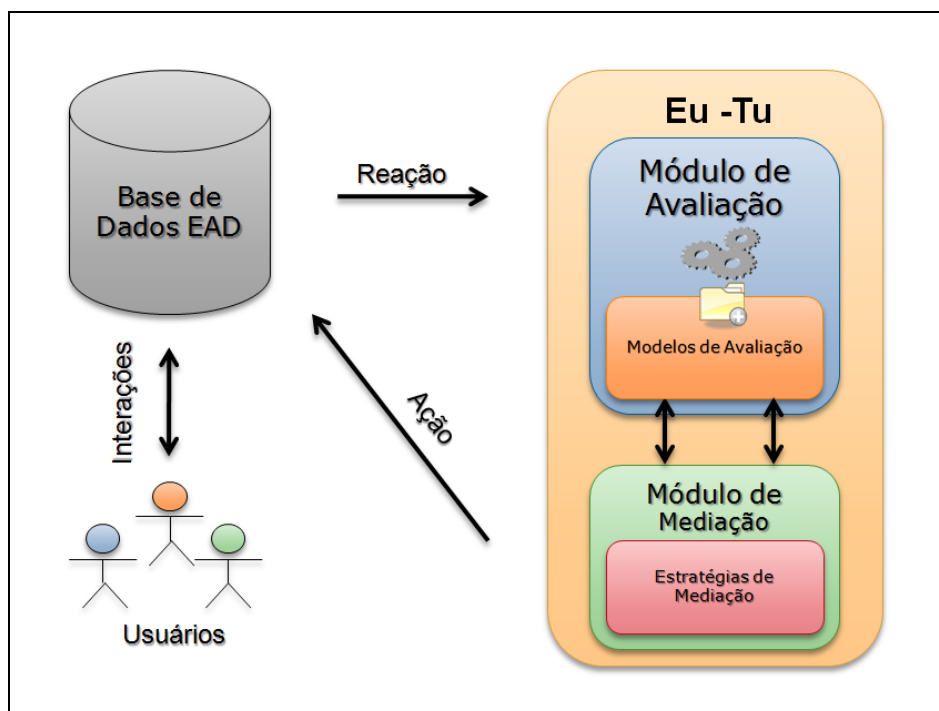 Eu -Tu
Módulo de
Avaliação
Reação
Base de
Dados EAD
Modelos de Avaliação
Interações
Ação
Módulo de
Mediação
Estratégias de
Mediação
Usuários